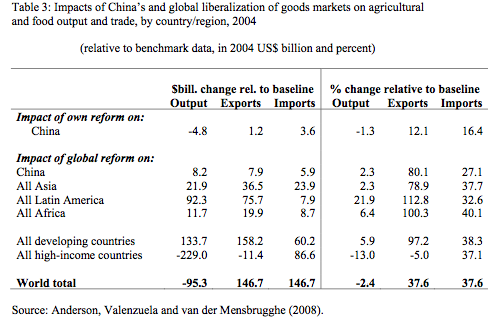 Table 3: Impacts of China's and global liberalization of goods markets on agricultural
and food output and trade, by country/region, 2004
(relative to benchmark data, in 2004 US$ billion and percent)
$bill. change rel. to baseline % change relative to baseline
Output Exports Imports Output Exports Imports
Impact of own reform on:
China -4.8 1.2 3.6 -1.3 12.1 16.4
Impact of global reform on:
China 8.2 7.9 5.9 2.3 80.1 27.1
All Asia 21.9 36.5 23.9 2.3 78.9 37.7
All Latin America 92.3 75.7 7.9 21.9 112.8 32.6
All Africa 11.7 19.9 8.7 6.4 100.3 40.1
All developing countries 133.7 158.2 60.2 5.9 97.2 38.3
All high-income countries -229.0 -11.4 86.6 -13.0 -5.0 37.1
World total -95.3 146.7 146.7 -2.4 37.6 37.6
Source: Anderson, Valenzuela and van der Mensbrugghe (2008).